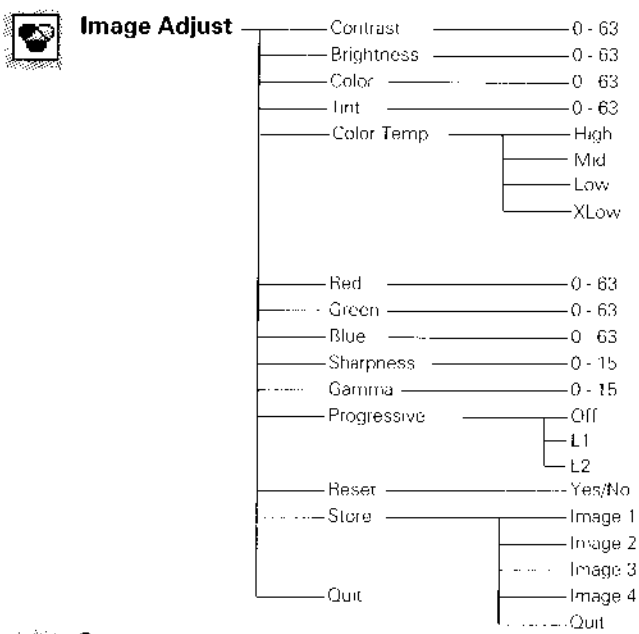 Image Adjust Contrast 0 - 63
Brightness 0 - 63
Color 0 - 63
Tint 0 - 63
Color Temp High
Mid
Low
XLow
Red 0 - 63
Green 0 - 63
Blue 0 63
Sharpness 0 - 15
Gamma 0 - 15
Progressive Off
L1
L2
Reset Yes/No
Store Image 1
Image 2
Image 3
Quit Image 4
Quit